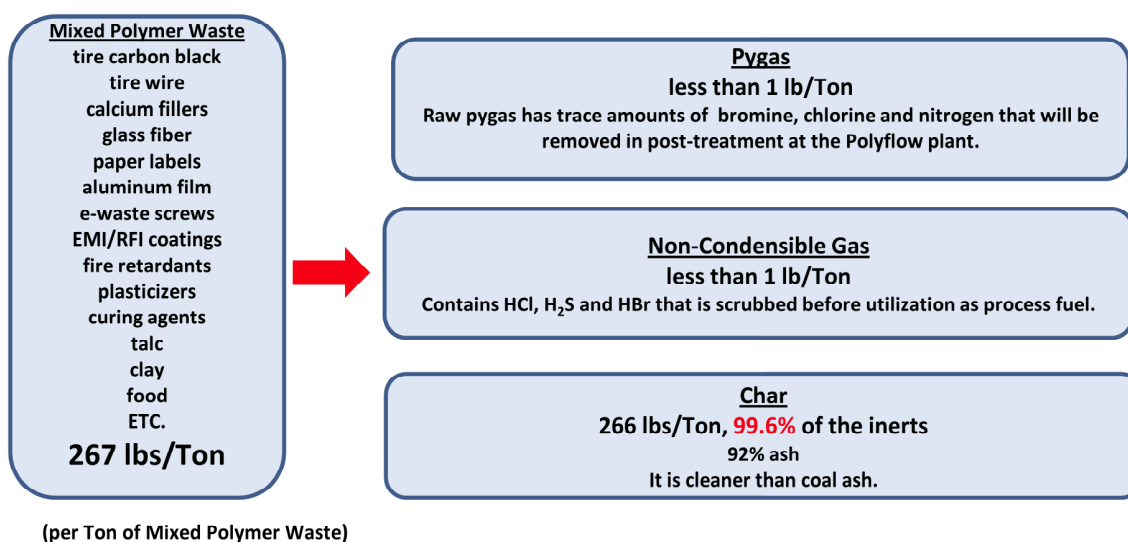 Mixed Polymer Waste
tire carbon black
tire wire
calcium fillers
glass fiber
paper labels
aluminum film
e-waste screws
EMI/RFI coatings
fire retardants
plasticizers
curing agents
talc
clay
food
ETC.
267 lbs/Ton
(per Ton of Mixed Polymer Waste)
Pygas
less than 1 lb/Ton
Raw pygas has trace amounts of bromine, chlorine and nitrogen that will be
removed in post-treatment at the Polyflow plant.
Non-Condensible Gas
less than 1 lb/Ton
Contains HCl, H₂S and HBr that is scrubbed before utilization as process fuel.
Char
266 lbs/Ton, 99.6% of the inerts
92% ash
It is cleaner than coal ash.